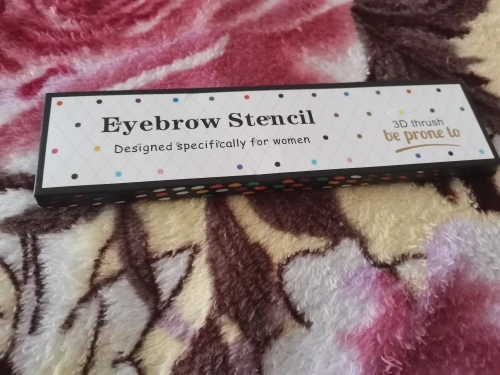 Eyebrow Stencil
Designed specifically for women
3D thrush
be prone to